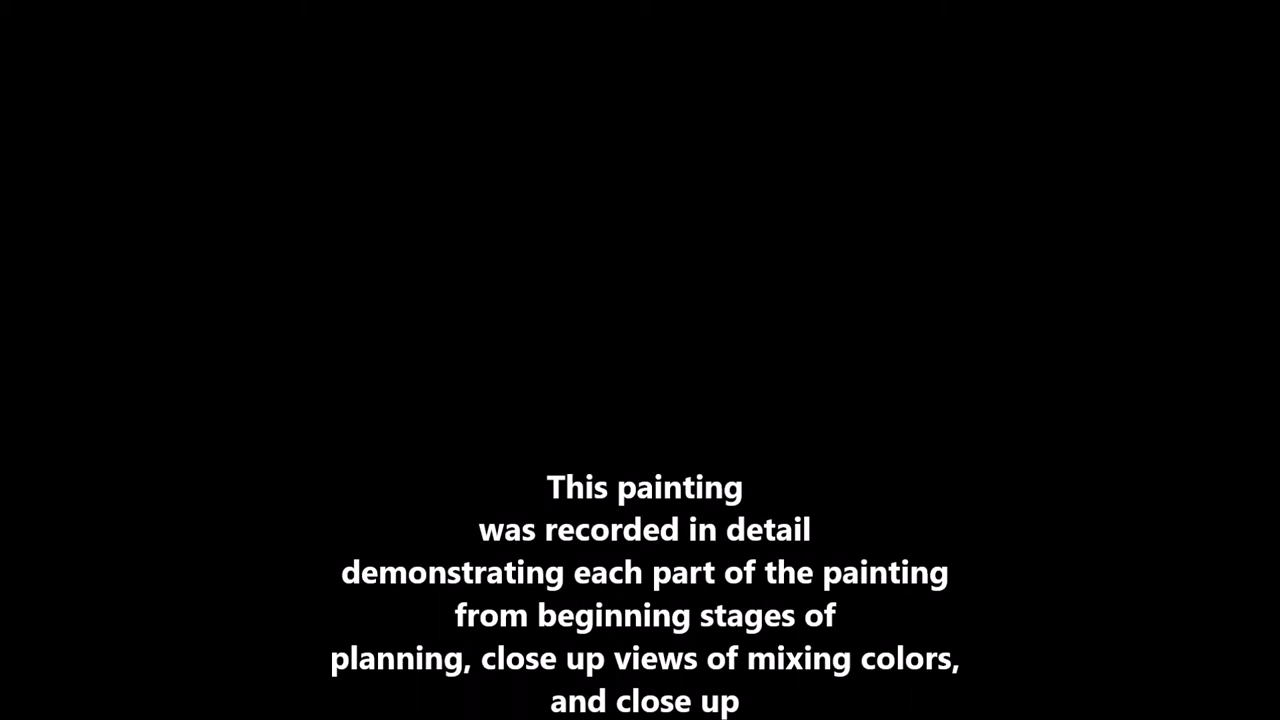 This painting
was recorded in detail
demonstrating each part of the painting
from beginning stages of
planning, close up views of mixing colors,
and close up